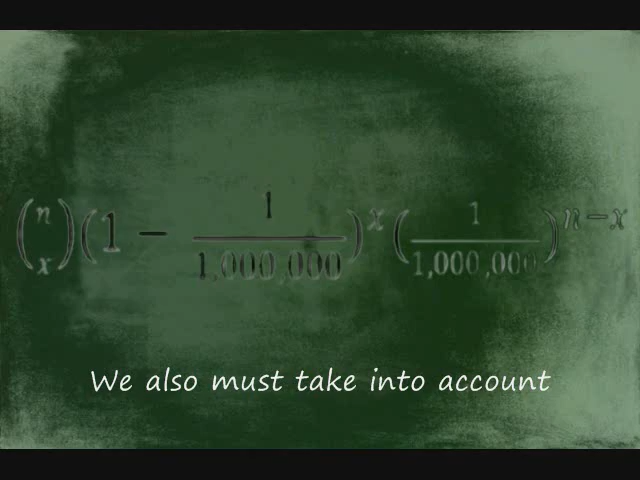 (n x)(1 − 1/1,000,000)^x (1/1,000,000)^n−x
We also must take into account